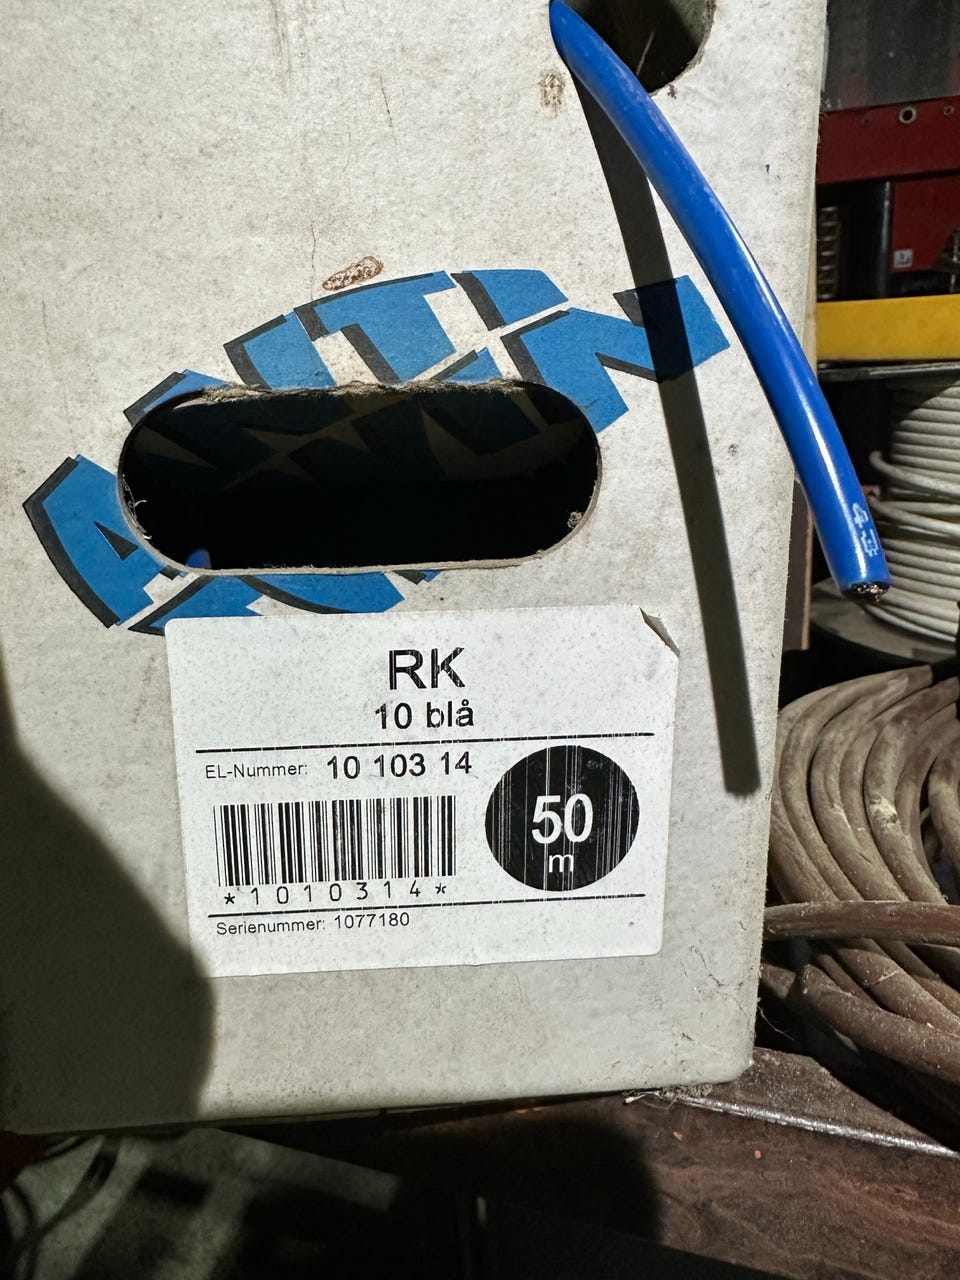 RK
10 blå
EL-Nummer: 10 103 14
50
m
*1010314*
Serienummer: 1077180